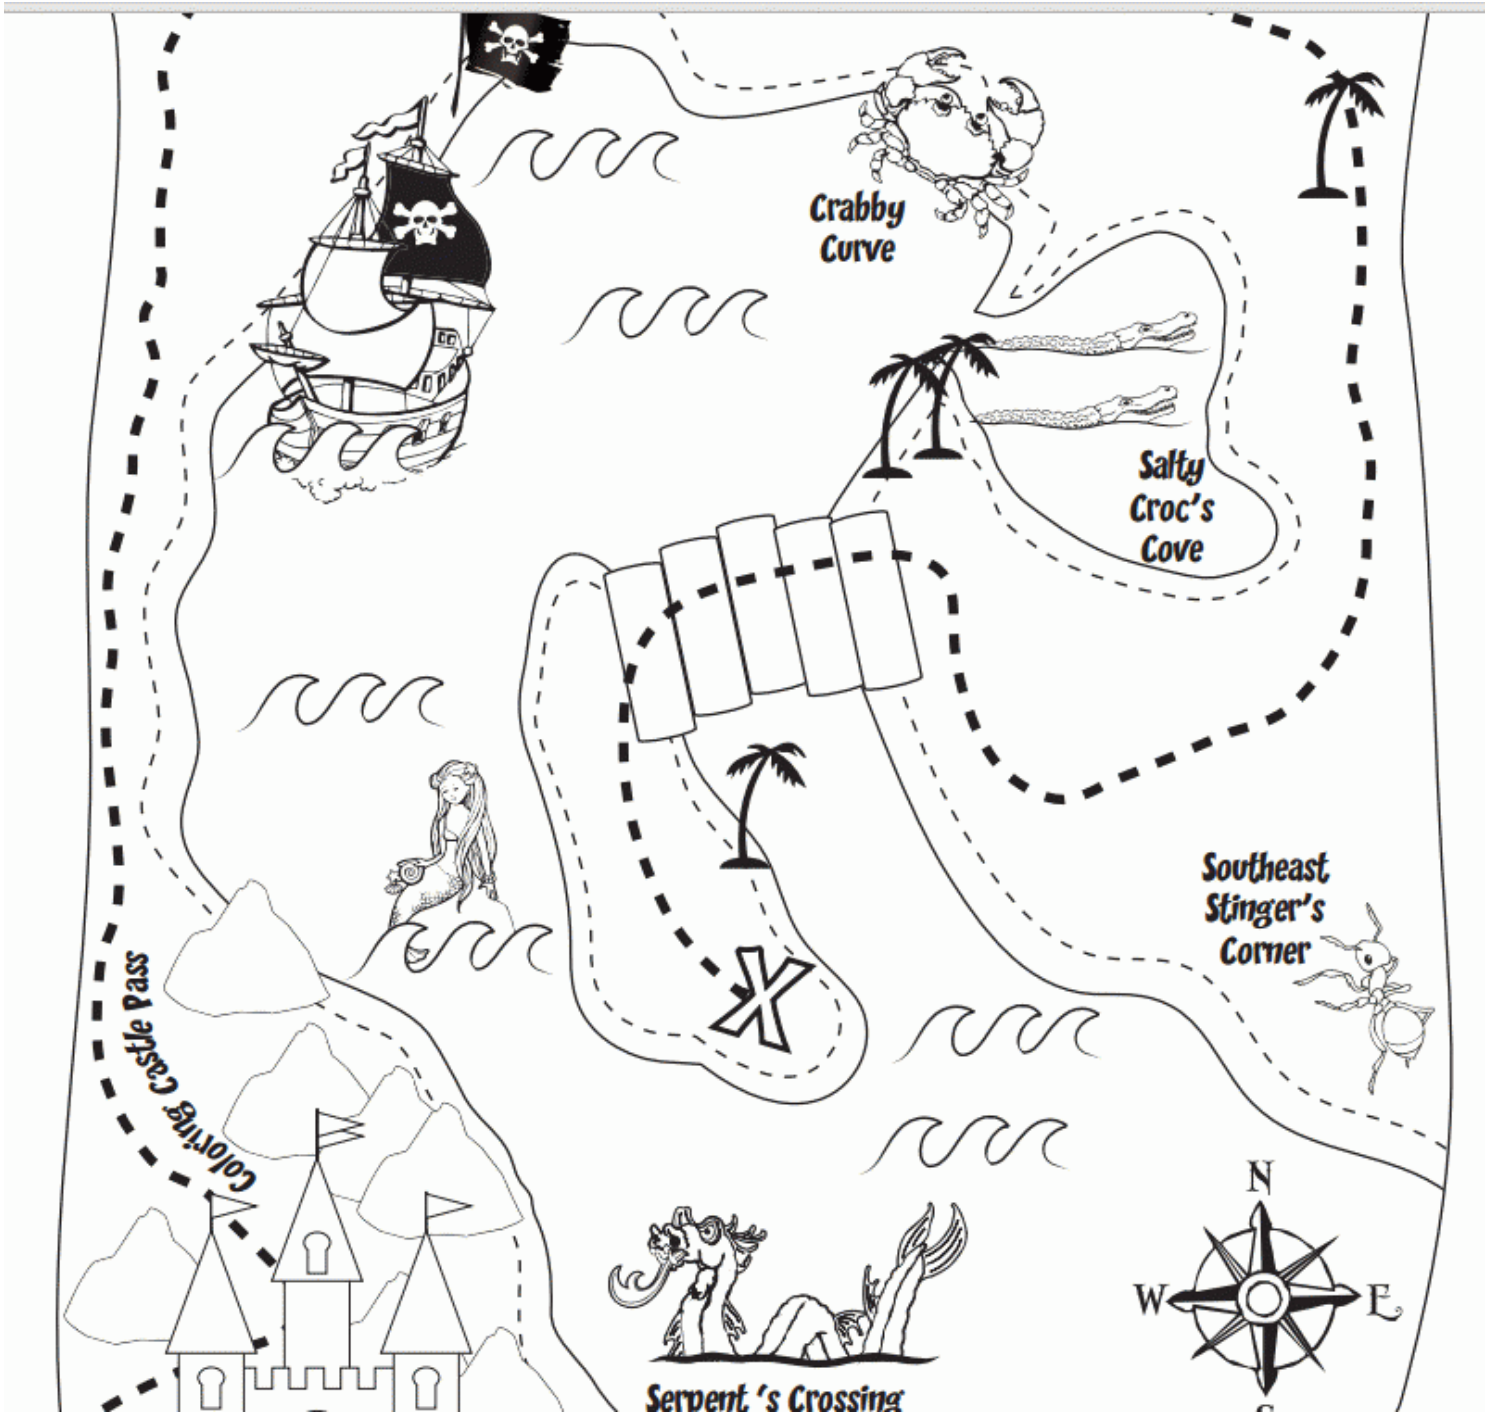 Crabby
Curve
Salty
Croc's
Cove
Southeast
Stinger's
Corner
Coloring Castle Pass
X
N
W
E
Serpent 's Crossing